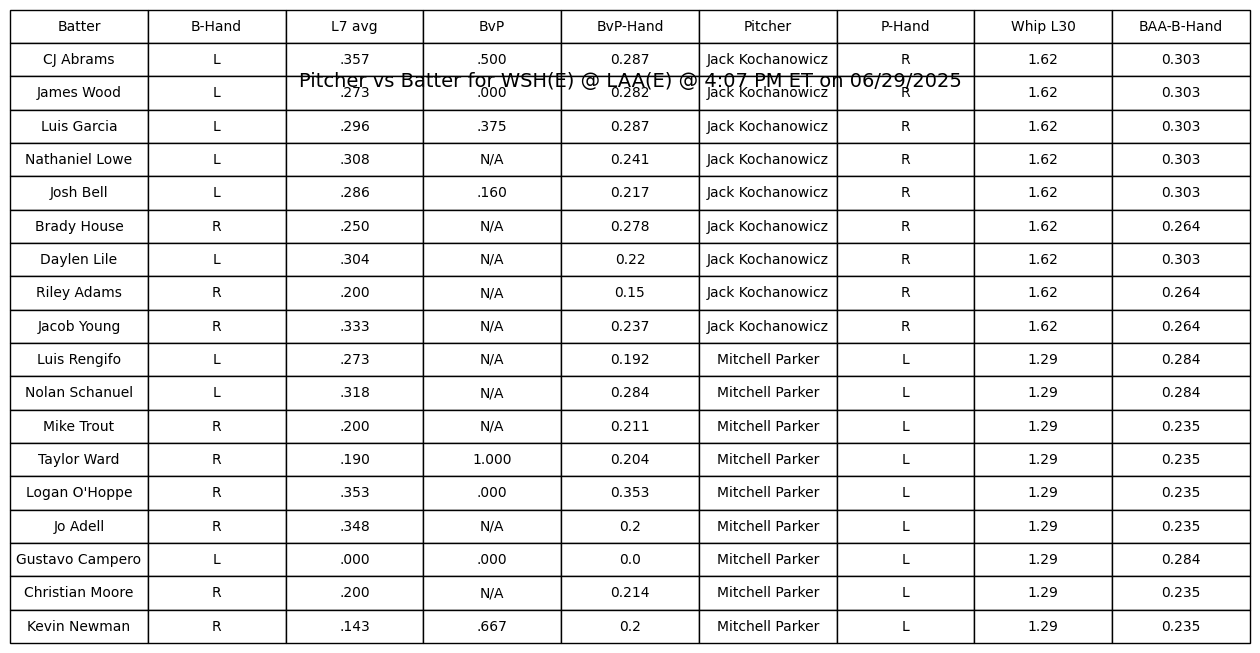 Batter B-Hand L7 avg BvP BvP-Hand Pitcher P-Hand Whip L30 BAA-B-Hand
CJ Abrams L .357 .500 0.287 Jack Kochanowicz R 1.62 0.303
Pitcher vs Batter for WSH(E) @ LAA(E) @ 4:07 PM ET on 06/29/2025
James Wood L .273 .000 0.282 Jack Kochanowicz R 1.62 0.303
Luis Garcia L .296 .375 0.287 Jack Kochanowicz R 1.62 0.303
Nathaniel Lowe L .308 N/A 0.241 Jack Kochanowicz R 1.62 0.303
Josh Bell L .286 .160 0.217 Jack Kochanowicz R 1.62 0.303
Brady House R .250 N/A 0.278 Jack Kochanowicz R 1.62 0.264
Daylen Lile L .304 N/A 0.22 Jack Kochanowicz R 1.62 0.303
Riley Adams R .200 N/A 0.15 Jack Kochanowicz R 1.62 0.264
Jacob Young R .333 N/A 0.237 Jack Kochanowicz R 1.62 0.264
Luis Rengifo L .273 N/A 0.192 Mitchell Parker L 1.29 0.284
Nolan Schanuel L .318 N/A 0.284 Mitchell Parker L 1.29 0.284
Mike Trout R .200 N/A 0.211 Mitchell Parker L 1.29 0.235
Taylor Ward R .190 1.000 0.204 Mitchell Parker L 1.29 0.235
Logan O'Hoppe R .353 .000 0.353 Mitchell Parker L 1.29 0.235
Jo Adell R .348 N/A 0.2 Mitchell Parker L 1.29 0.235
Gustavo Campero L .000 .000 0.0 Mitchell Parker L 1.29 0.284
Christian Moore R .200 N/A 0.214 Mitchell Parker L 1.29 0.235
Kevin Newman R .143 .667 0.2 Mitchell Parker L 1.29 0.235